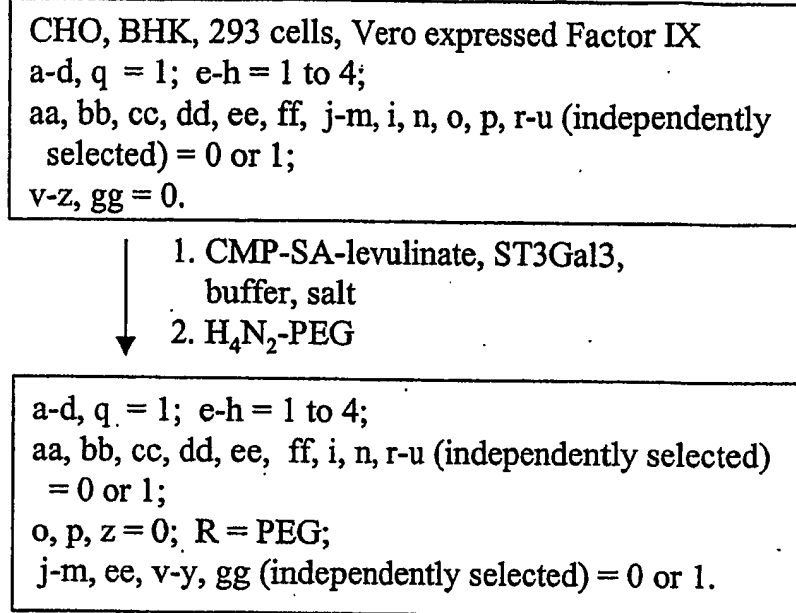 CHO, BHK, 293 cells, Vero expressed Factor IX
a-d, q = 1; e-h = 1 to 4;
aa, bb, cc, dd, ee, ff, j-m, i, n, o, p, r-u (independently
selected) = 0 or 1;
v-z, gg = 0.
1. CMP-SA-levulinate, ST3Gal3,
buffer, salt
2. H₄N₂-PEG
a-d, q = 1; e-h = 1 to 4;
aa, bb, cc, dd, ee, ff, i, n, r-u (independently selected)
= 0 or 1;
o, p, z = 0; R = PEG;
j-m, ee, v-y, gg (independently selected) = 0 or 1.